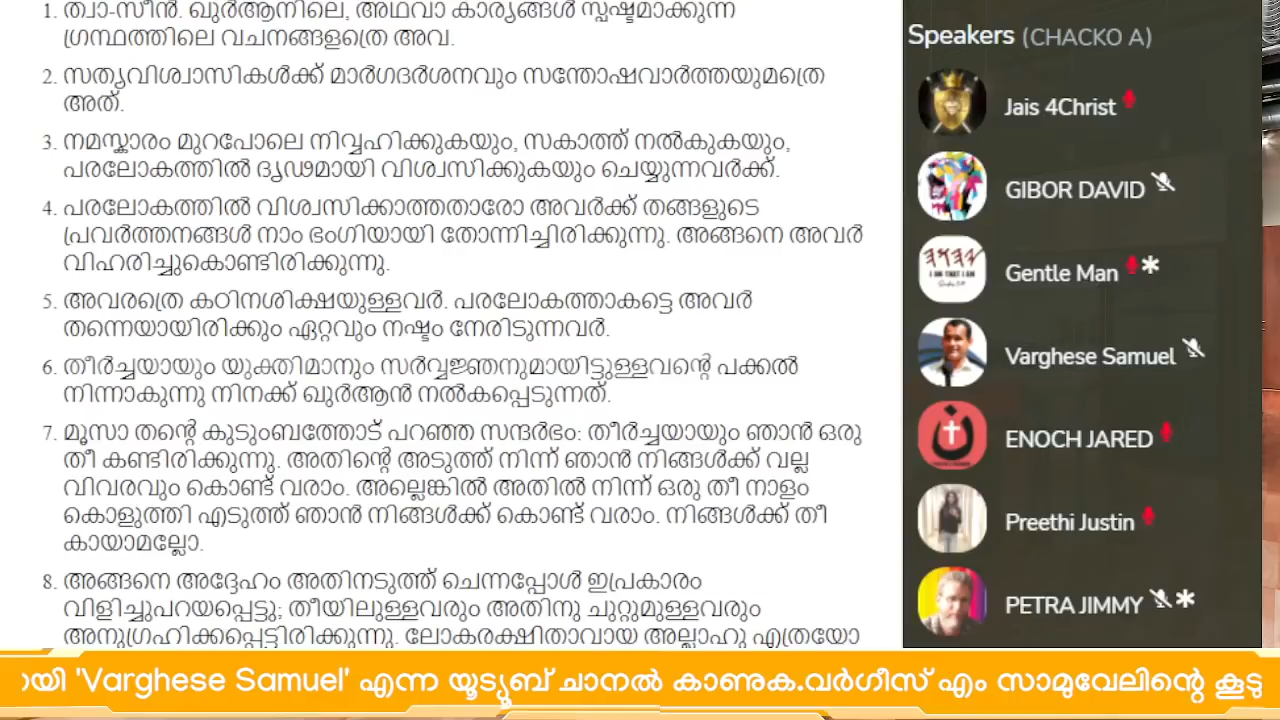 1. ത്വാ-സീൻ. ഖുർആനിലെ, അഥവാ കാര്യങ്ങൾ സ്പഷ്ടമാക്കുന്ന
ഗ്രന്ഥത്തിലെ വചനങ്ങളത്രെ അവ.
2. സത്യവിശ്വാസികൾക്ക് മാർഗദർശനവും സന്തോഷവാർത്തയുമത്രെ
അത്.
3. നമസ്കാരം മുറപോലെ നിർവ്വഹിക്കുകയും, സകാത്ത് നൽകുകയും,
പരലോകത്തിൽ ദൃഢമായി വിശ്വസിക്കുകയും ചെയ്യുന്നവർക്ക്.
4. പരലോകത്തിൽ വിശ്വസിക്കാത്തതാരോ അവർക്ക് തങ്ങളുടെ
പ്രവർത്തനങ്ങൾ നാം ഭംഗിയായി തോന്നിച്ചിരിക്കുന്നു. അങ്ങനെ അവർ
വിഹരിച്ചുകൊണ്ടിരിക്കുന്നു.
5. അവരത്രെ കഠിനശിക്ഷയുള്ളവർ. പരലോകത്താകട്ടെ അവർ
തന്നെയായിരിക്കും ഏറ്റവും നഷ്ടം നേരിടുന്നവർ.
6. തീർച്ചയായും യുക്തിമാനും സർവ്വജ്ഞനുമായിട്ടുള്ളവന്റെ പക്കൽ
നിന്നാകുന്നു നിനക്ക് ഖുർആൻ നൽകപ്പെടുന്നത്.
7. മൂസാ തന്റെ കുടുംബത്തോട് പറഞ്ഞ സന്ദർഭം: തീർച്ചയായും ഞാൻ ഒരു
തീ കണ്ടിരിക്കുന്നു. അതിന്റെ അടുത്ത് നിന്ന് ഞാൻ നിങ്ങൾക്ക് വല്ല
വിവരവും കൊണ്ട് വരാം. അല്ലെങ്കിൽ അതിൽ നിന്ന് ഒരു തീ നാളം
കൊളുത്തി എടുത്ത് ഞാൻ നിങ്ങൾക്ക് കൊണ്ട് വരാം. നിങ്ങൾക്ക് തീ
കായാമല്ലോ.
8. അങ്ങനെ അദ്ദേഹം അതിനടുത്ത് ചെന്നപ്പോൾ ഇപ്രകാരം
വിളിച്ചുപറയപ്പെട്ടു; തീയിലുള്ളവരും അതിനു ചുറ്റുമുള്ളവരും
അനുഗ്രഹിക്കപ്പെട്ടിരിക്കുന്നു. ലോകരക്ഷിതാവായ അല്ലാഹു എത്രയോ
Speakers (CHACKO A)
Jais 4Christ
GIBOR DAVID
I AM THAT I AM
Gentle Man
Varghese Samuel
ن
ENOCH JARED
Preethi Justin
PETRA JIMMY
യി 'Varghese Samuel' എന്ന യൂട്യൂബ് ചാനൽ കാണുക.വർഗീസ് എം സാമുവേലിന്റെ കൂടു